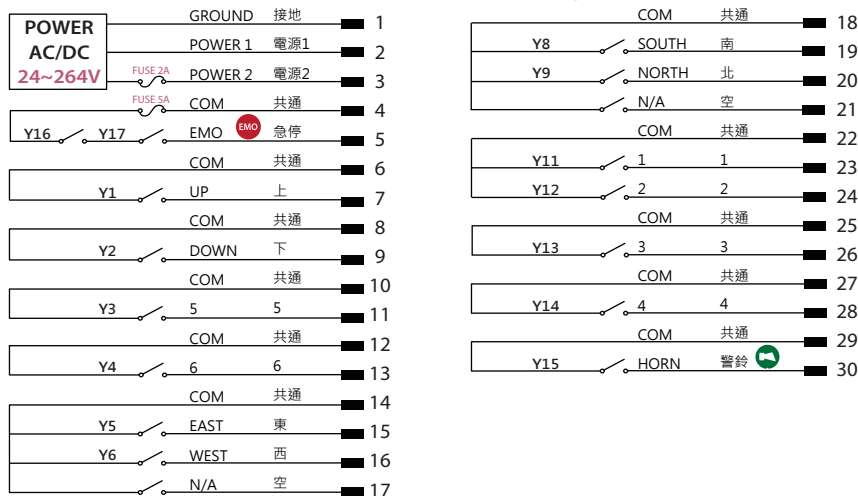 POWER
AC/DC
24~264V
GROUND 接地 1
POWER 1 電源1 2
FUSE 2A POWER 2 電源2 3
FUSE 5A COM 共通 4
Y16 Y17 EMO EMO 急停 5
COM 共通 6
Y1 UP 上 7
COM 共通 8
Y2 DOWN 下 9
COM 共通 10
Y3 5 5 11
COM 共通 12
Y4 6 6 13
COM 共通 14
Y5 EAST 東 15
Y6 WEST 西 16
N/A 空 17
COM 共通 18
Y8 SOUTH 南 19
Y9 NORTH 北 20
N/A 空 21
COM 共通 22
Y11 1 1 23
Y12 2 2 24
COM 共通 25
Y13 3 3 26
COM 共通 27
Y14 4 4 28
COM 共通 29
Y15 HORN 警鈴 30